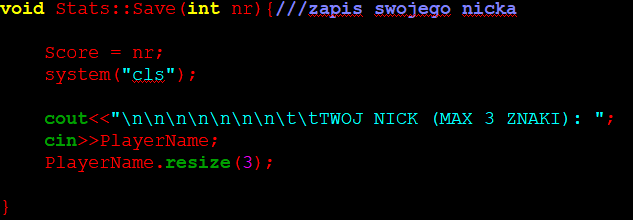 void Stats::Save(int nr){///zapis swojego nicka
Score = nr;
system("cls");
cout<<"\n\n\n\n\n\n\n\t\tTWOJ NICK (MAX 3 ZNAKI): ";
cin>>PlayerName;
PlayerName.resize(3);
}